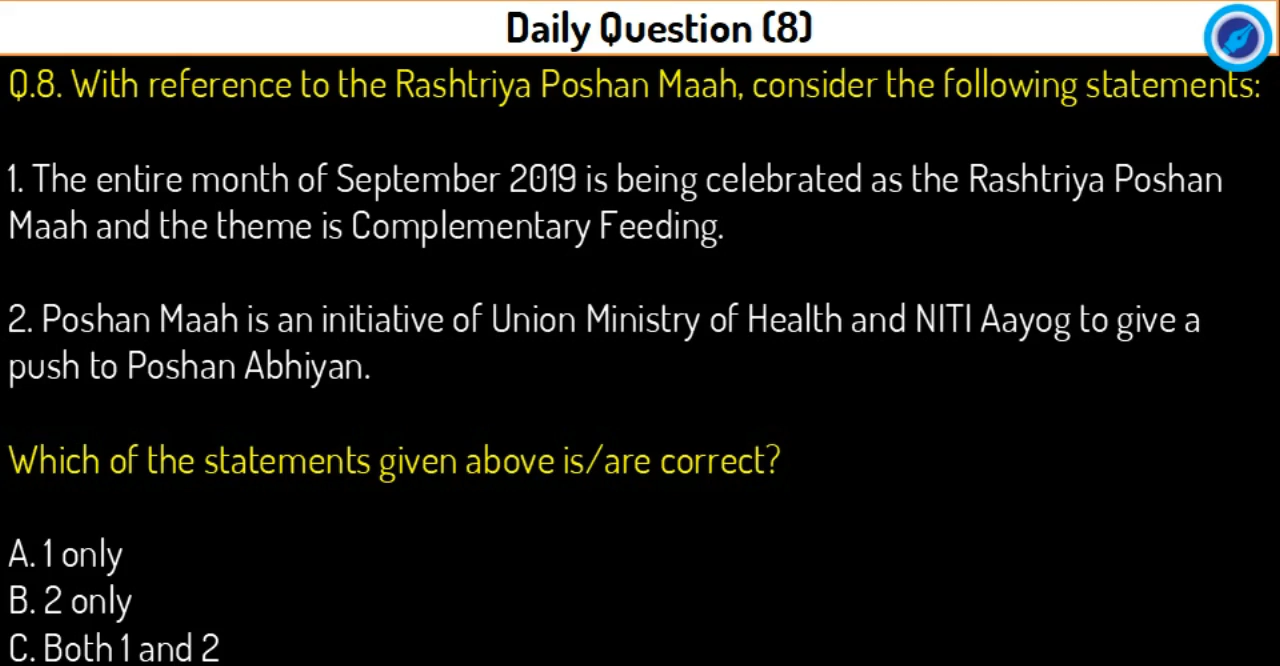 Daily Question (8)
Q.8. With reference to the Rashtriya Poshan Maah, consider the following statements:
1. The entire month of September 2019 is being celebrated as the Rashtriya Poshan
Maah and the theme is Complementary Feeding.
2. Poshan Maah is an initiative of Union Ministry of Health and NITI Aayog to give a
push to Poshan Abhiyan.
Which of the statements given above is/are correct?
A. 1 only
B. 2 only
C. Both 1 and 2